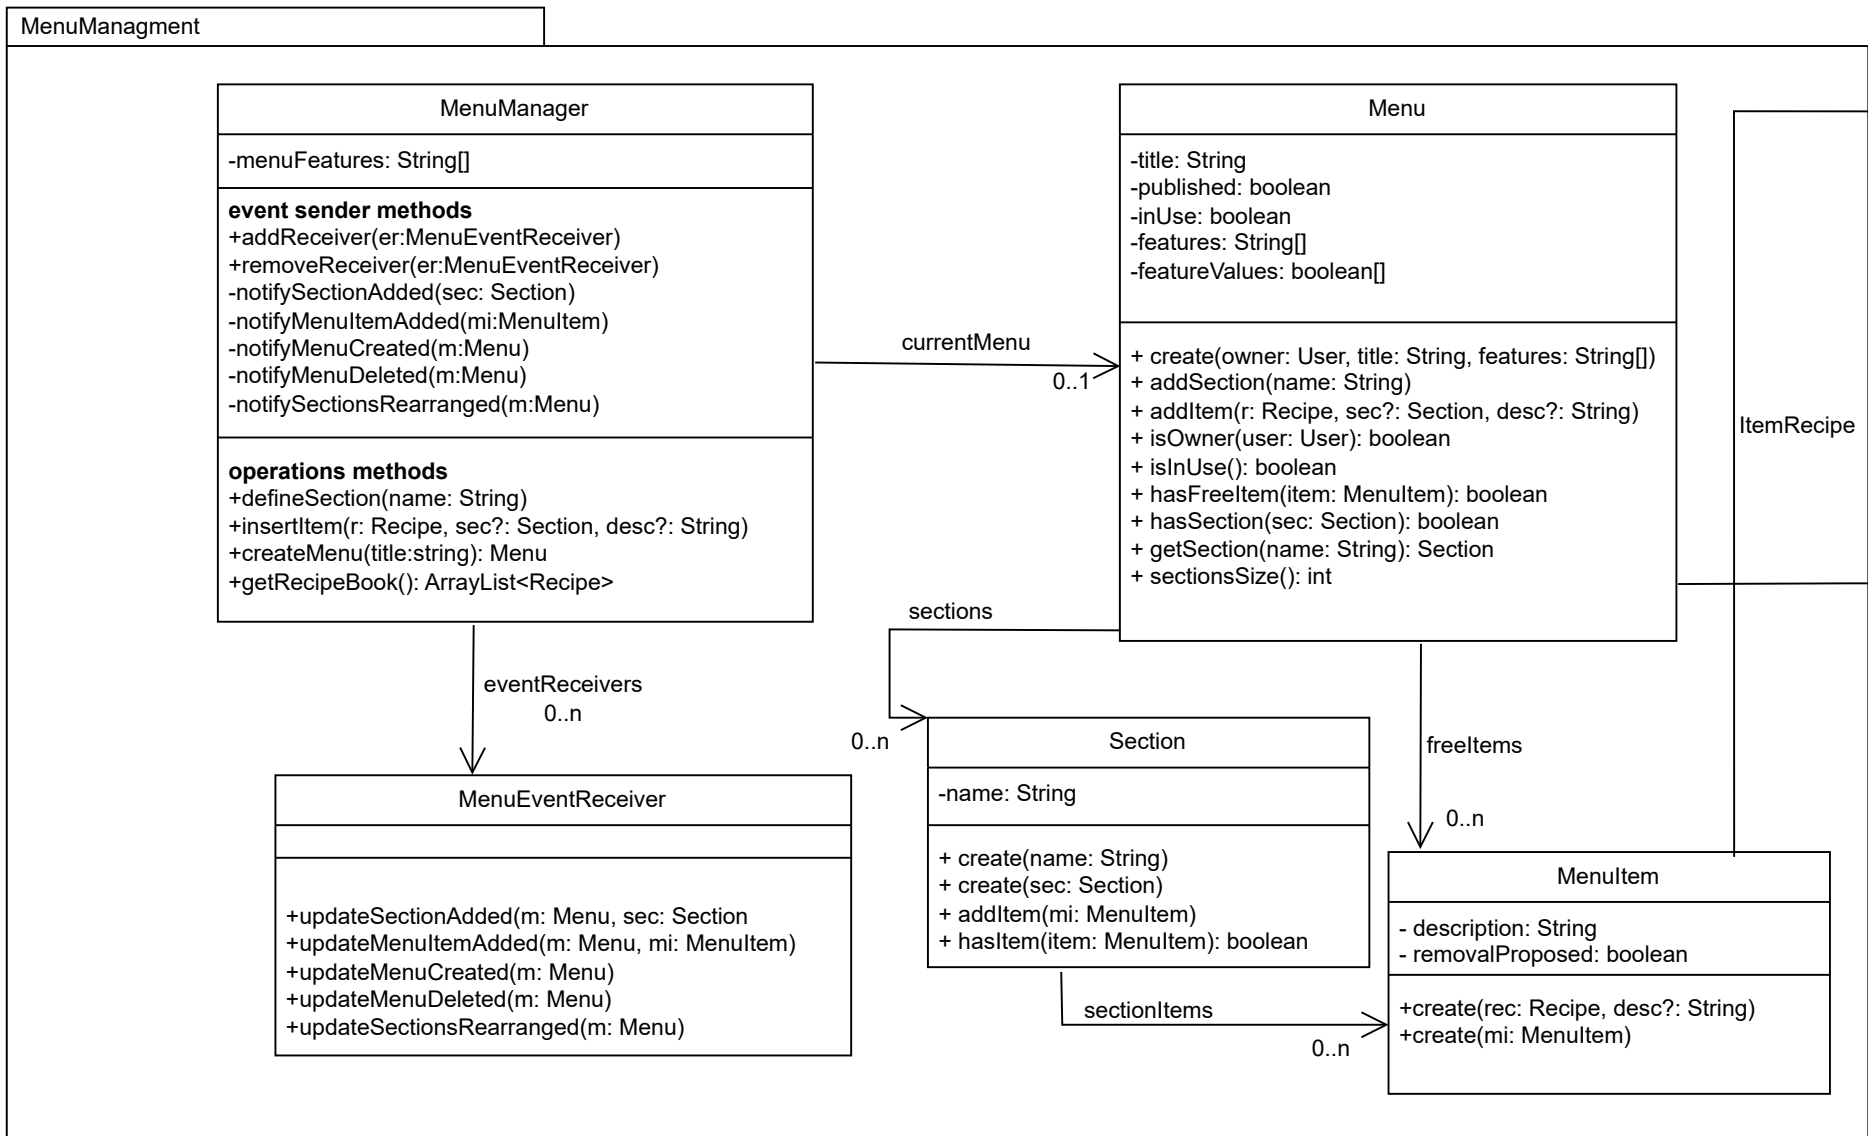 MenuManagment
MenuManager
-menuFeatures: String[]
event sender methods
+addReceiver(er:MenuEventReceiver)
+removeReceiver(er:MenuEventReceiver)
-notifySectionAdded(sec: Section)
-notifyMenuItemAdded(mi:MenuItem)
-notifyMenuCreated(m:Menu)
-notifyMenuDeleted(m:Menu)
-notifySectionsRearranged(m:Menu)
operations methods
+defineSection(name: String)
+insertItem(r: Recipe, sec?: Section, desc?: String)
+createMenu(title:string): Menu
+getRecipeBook(): ArrayList<Recipe>
currentMenu
0..1
Menu
-title: String
-published: boolean
-inUse: boolean
-features: String[]
-featureValues: boolean[]
+ create(owner: User, title: String, features: String[])
+ addSection(name: String)
+ addItem(r: Recipe, sec?: Section, desc?: String)
+ isOwner(user: User): boolean
+ isInUse(): boolean
+ hasFreeItem(item: MenuItem): boolean
+ hasSection(sec: Section): boolean
+ getSection(name: String): Section
+ sectionsSize(): int
ItemRecipe
sections
0..n
eventReceivers
0..n
freeItems
0..n
MenuEventReceiver
+updateSectionAdded(m: Menu, sec: Section
+updateMenuItemAdded(m: Menu, mi: MenuItem)
+updateMenuCreated(m: Menu)
+updateMenuDeleted(m: Menu)
+updateSectionsRearranged(m: Menu)
Section
-name: String
+ create(name: String)
+ create(sec: Section)
+ addItem(mi: MenuItem)
+ hasItem(item: MenuItem): boolean
sectionItems
0..n
MenuItem
- description: String
- removalProposed: boolean
+create(rec: Recipe, desc?: String)
+create(mi: MenuItem)